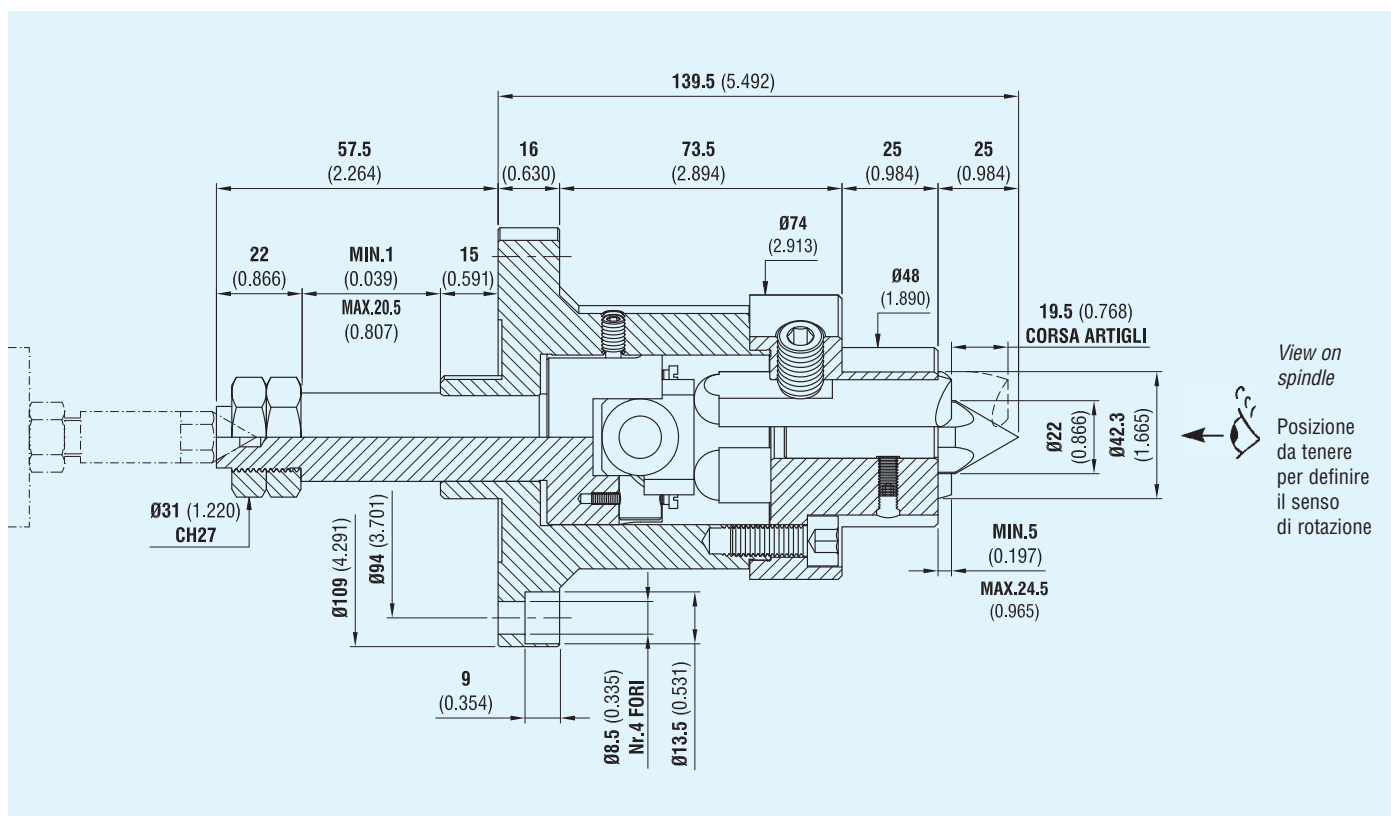 139.5 (5.492)
57.5
(2.264)
16
(0.630)
73.5
(2.894)
25
(0.984)
25
(0.984)
22
(0.866)
MIN.1
(0.039)
MAX.20.5
(0.807)
15
(0.591)
Ø74
(2.913)
Ø48
(1.890)
19.5 (0.768)
CORSA ARTIGLI
View on
spindle
Posizione
da tenere
per definire
il senso
di rotazione
Ø22
(0.866)
Ø42.3
(1.665)
Ø31 (1.220)
CH27
Ø109 (4.291)
Ø94 (3.701)
MIN.5
(0.197)
MAX.24.5
(0.965)
9
(0.354)
Ø8.5 (0.335)
Nr.4 FORI
Ø13.5 (0.531)